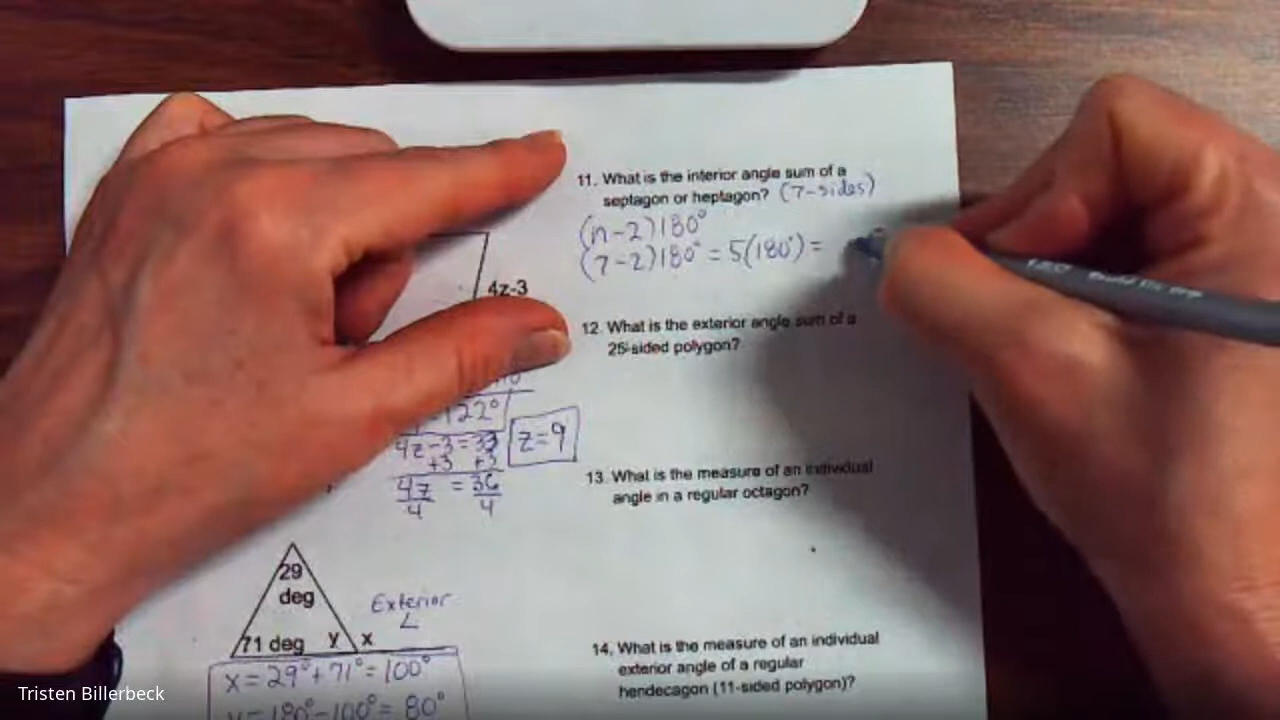 4z-3
122°
4z-3=33
+3 +3
4z = 36
4 4
z=9
29
deg
71 deg y x
Exterior
∠
x=29°+71°=100°
y=180°-100°=80°
11. What is the interior angle sum of a
septagon or heptagon? (7-sides)
(n-2)180°
(7-2)180° = 5(180°) =
12. What is the exterior angle sum of a
25-sided polygon?
13. What is the measure of an individual
angle in a regular octagon?
14. What is the measure of an individual
exterior angle of a regular
hendecagon (11-sided polygon)?
Tristen Billerbeck